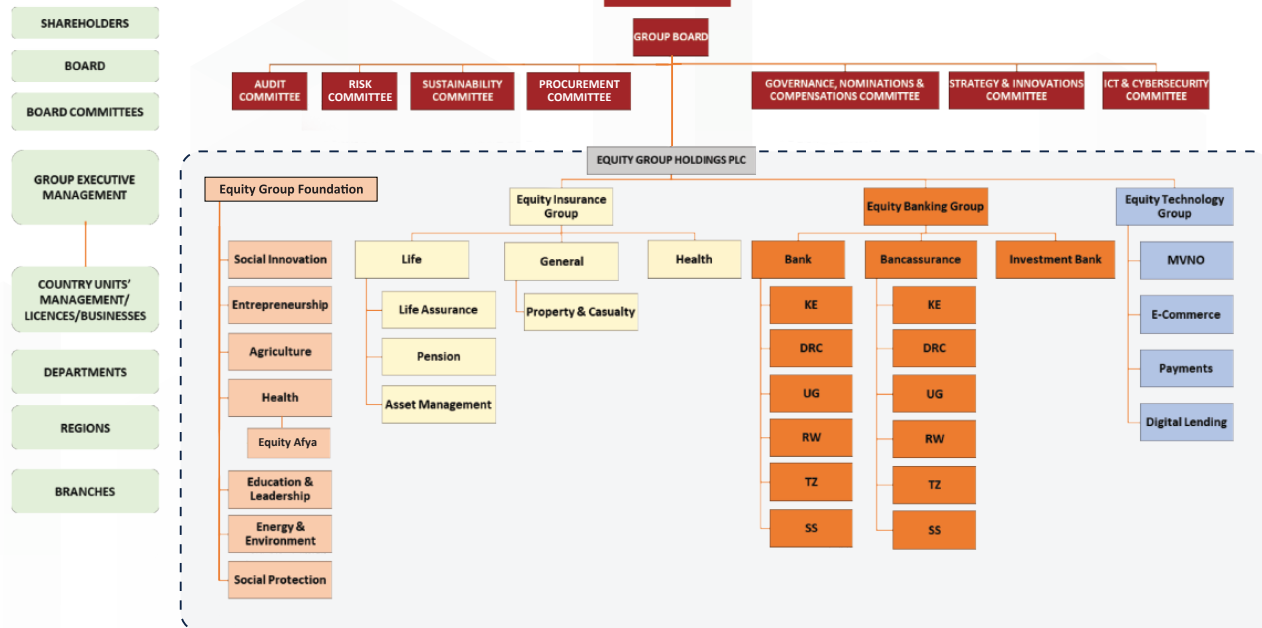 SHAREHOLDERS
BOARD
BOARD COMMITTEES
GROUP EXECUTIVE
MANAGEMENT
COUNTRY UNITS’
MANAGEMENT/
LICENCES/BUSINESSES
DEPARTMENTS
REGIONS
BRANCHES
GROUP BOARD
AUDIT
COMMITTEE
RISK
COMMITTEE
SUSTAINABILITY
COMMITTEE
PROCUREMENT
COMMITTEE
GOVERNANCE, NOMINATIONS &
COMPENSATIONS COMMITTEE
STRATEGY & INNOVATIONS
COMMITTEE
ICT & CYBERSECURITY
COMMITTEE
EQUITY GROUP HOLDINGS PLC
Equity Group Foundation
Social Innovation
Entrepreneurship
Agriculture
Health
Equity Afya
Education &
Leadership
Energy &
Environment
Social Protection
Equity Insurance
Group
Life
Life Assurance
Pension
Asset Management
General
Property & Casualty
Health
Equity Banking Group
Bank
KE
DRC
UG
RW
TZ
SS
Bancassurance
KE
DRC
UG
RW
TZ
SS
Investment Bank
Equity Technology
Group
MVNO
E-Commerce
Payments
Digital Lending